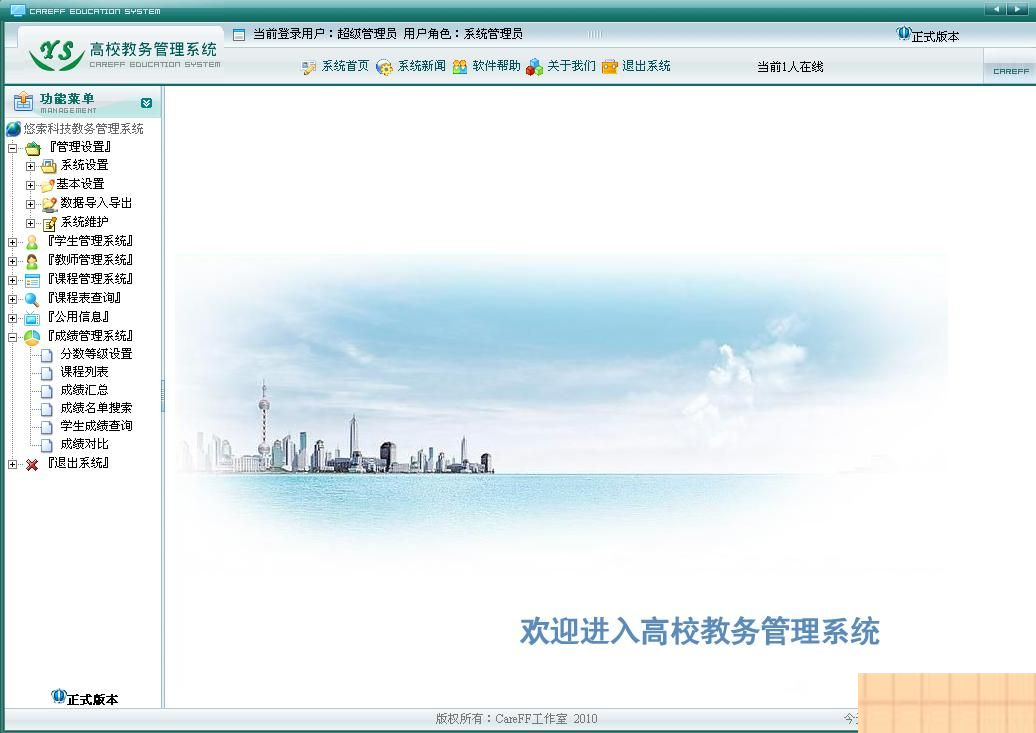 CAREFF EDUCATION SYSTEM
YS 高校教务管理系统
CAREFF EDUCATION SYSTEM
当前登录用户：超级管理员 用户角色：系统管理员
正式版本
系统首页 系统新闻 软件帮助 关于我们 退出系统
当前1人在线
CAREFF
功能菜单
MANAGEMENT
悠索科技教务管理系统
『管理设置』
系统设置
基本设置
数据导入导出
系统维护
『学生管理系统』
『教师管理系统』
『课程管理系统』
『课程表查询』
『公用信息』
『成绩管理系统』
分数等级设置
课程列表
成绩汇总
成绩名单搜索
学生成绩查询
成绩对比
『退出系统』
欢迎进入高校教务管理系统
正式版本
版权所有：CareFF工作室 2010
今